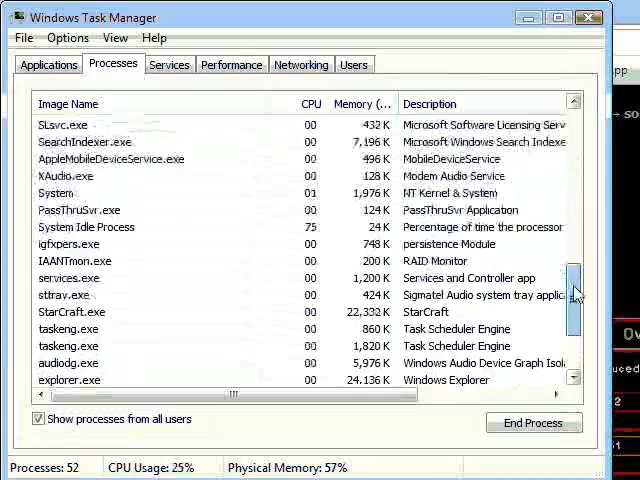 Windows Task Manager
File Options View Help
Applications Processes Services Performance Networking Users
Image Name CPU Memory (... Description
SLsvc.exe 00 432 K Microsoft Software Licensing Serv
SearchIndexer.exe 00 7,196 K Microsoft Windows Search Indexe
AppleMobileDeviceService.exe 00 496 K MobileDeviceService
XAudio.exe 00 128 K Modem Audio Service
System 01 1,976 K NT Kernel & System
PassThruSvr.exe 00 124 K PassThruSvr Application
System Idle Process 75 24 K Percentage of time the processor
igfxpers.exe 00 748 K persistence Module
IAANTmon.exe 00 200 K RAID Monitor
services.exe 00 1,200 K Services and Controller app
sttray.exe 00 424 K Sigmatel Audio system tray applic
StarCraft.exe 00 22,332 K StarCraft
taskeng.exe 00 860 K Task Scheduler Engine
taskeng.exe 00 1,820 K Task Scheduler Engine
audiodg.exe 00 5,976 K Windows Audio Device Graph Isol
explorer.exe 00 24,136 K Windows Explorer
Show processes from all users
End Process
Processes: 52 CPU Usage: 25% Physical Memory: 57%